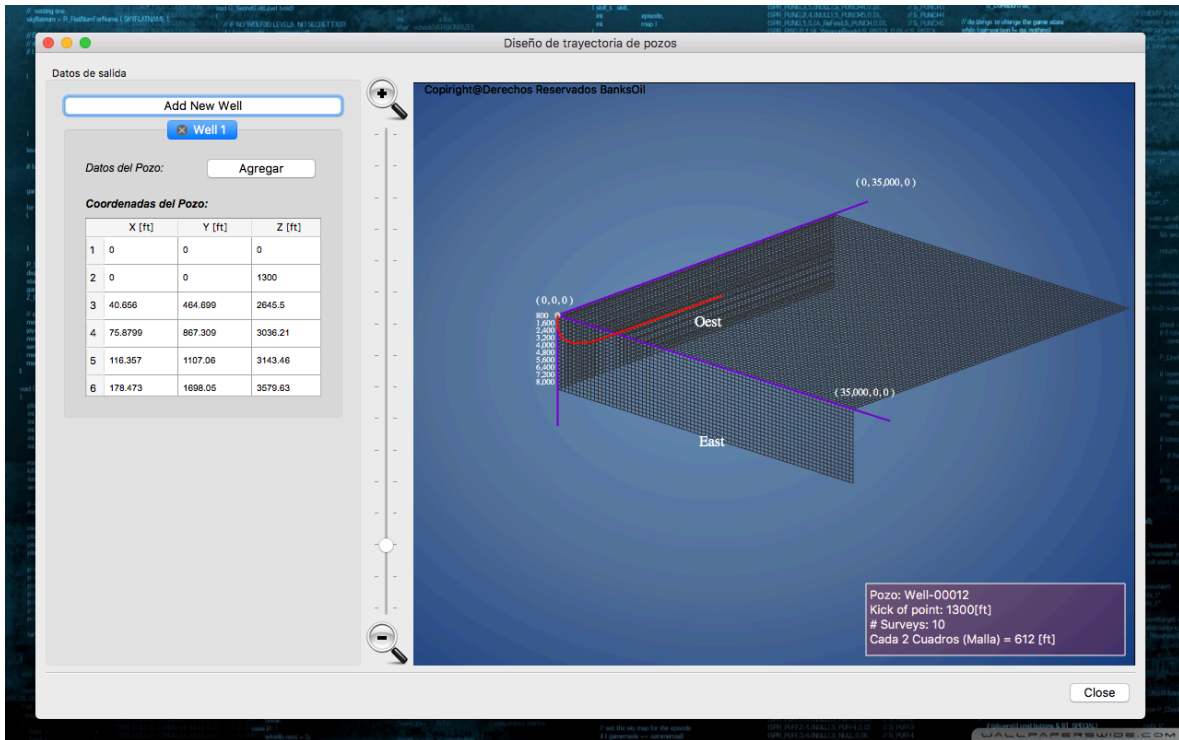 Diseño de trayectoria de pozos
Datos de salida
Add New Well
Well 1
Datos del Pozo:
Agregar
Coordenadas del Pozo:
X [ft] Y [ft] Z [ft]
1 0 0 0
2 0 0 1300
3 40.656 464.699 2645.5
4 75.8799 867.309 3036.21
5 116.357 1107.06 3143.46
6 178.473 1698.05 3579.63
Copiright@Derechos Reservados BanksOil
( 0, 35,000, 0 )
( 0, 0, 0 )
800
1,600
2,400
3,200
4,000
4,800
5,600
6,400
7,200
8,000
Oest
( 35,000, 0, 0 )
East
Pozo: Well-00012
Kick of point: 1300[ft]
# Surveys: 10
Cada 2 Cuadros (Malla) = 612 [ft]
Close
WALLPAPERSWIDE.COM